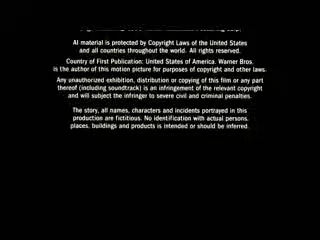 Al material is protected by Copyright Laws of the United States
and all countries throughout the world. All rights reserved.
Country of First Publication: United States of America. Warner Bros.
is the author of this motion picture for purposes of copyright and other laws.
Any unauthorized exhibition, distribution or copying of this film or any part
thereof (including soundtrack) is an infringement of the relevant copyright
and will subject the infringer to severe civil and criminal penalties.
The story, all names, characters and incidents portrayed in this
production are fictitious. No identification with actual persons,
places, buildings and products is intended or should be inferred.